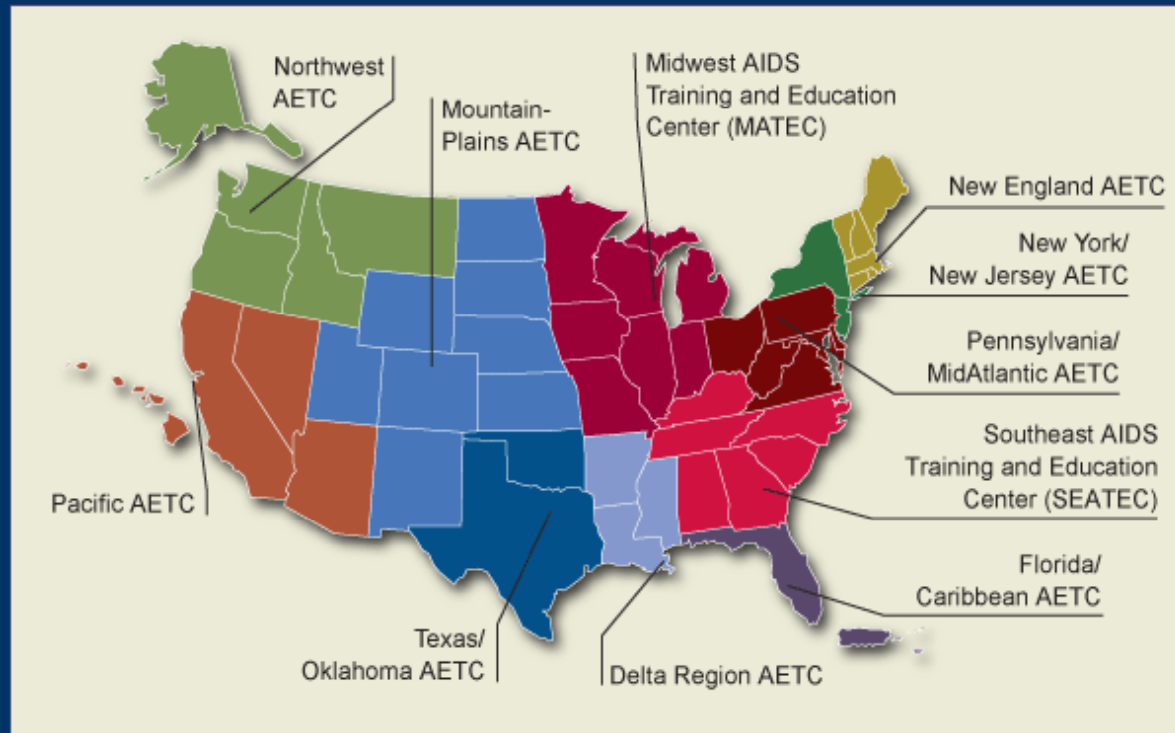 Northwest
AETC
Mountain-
Plains AETC
Midwest AIDS
Training and Education
Center (MATEC)
New England AETC
New York/
New Jersey AETC
Pennsylvania/
MidAtlantic AETC
Southeast AIDS
Training and Education
Center (SEATEC)
Pacific AETC
Florida/
Caribbean AETC
Texas/
Oklahoma AETC
Delta Region AETC